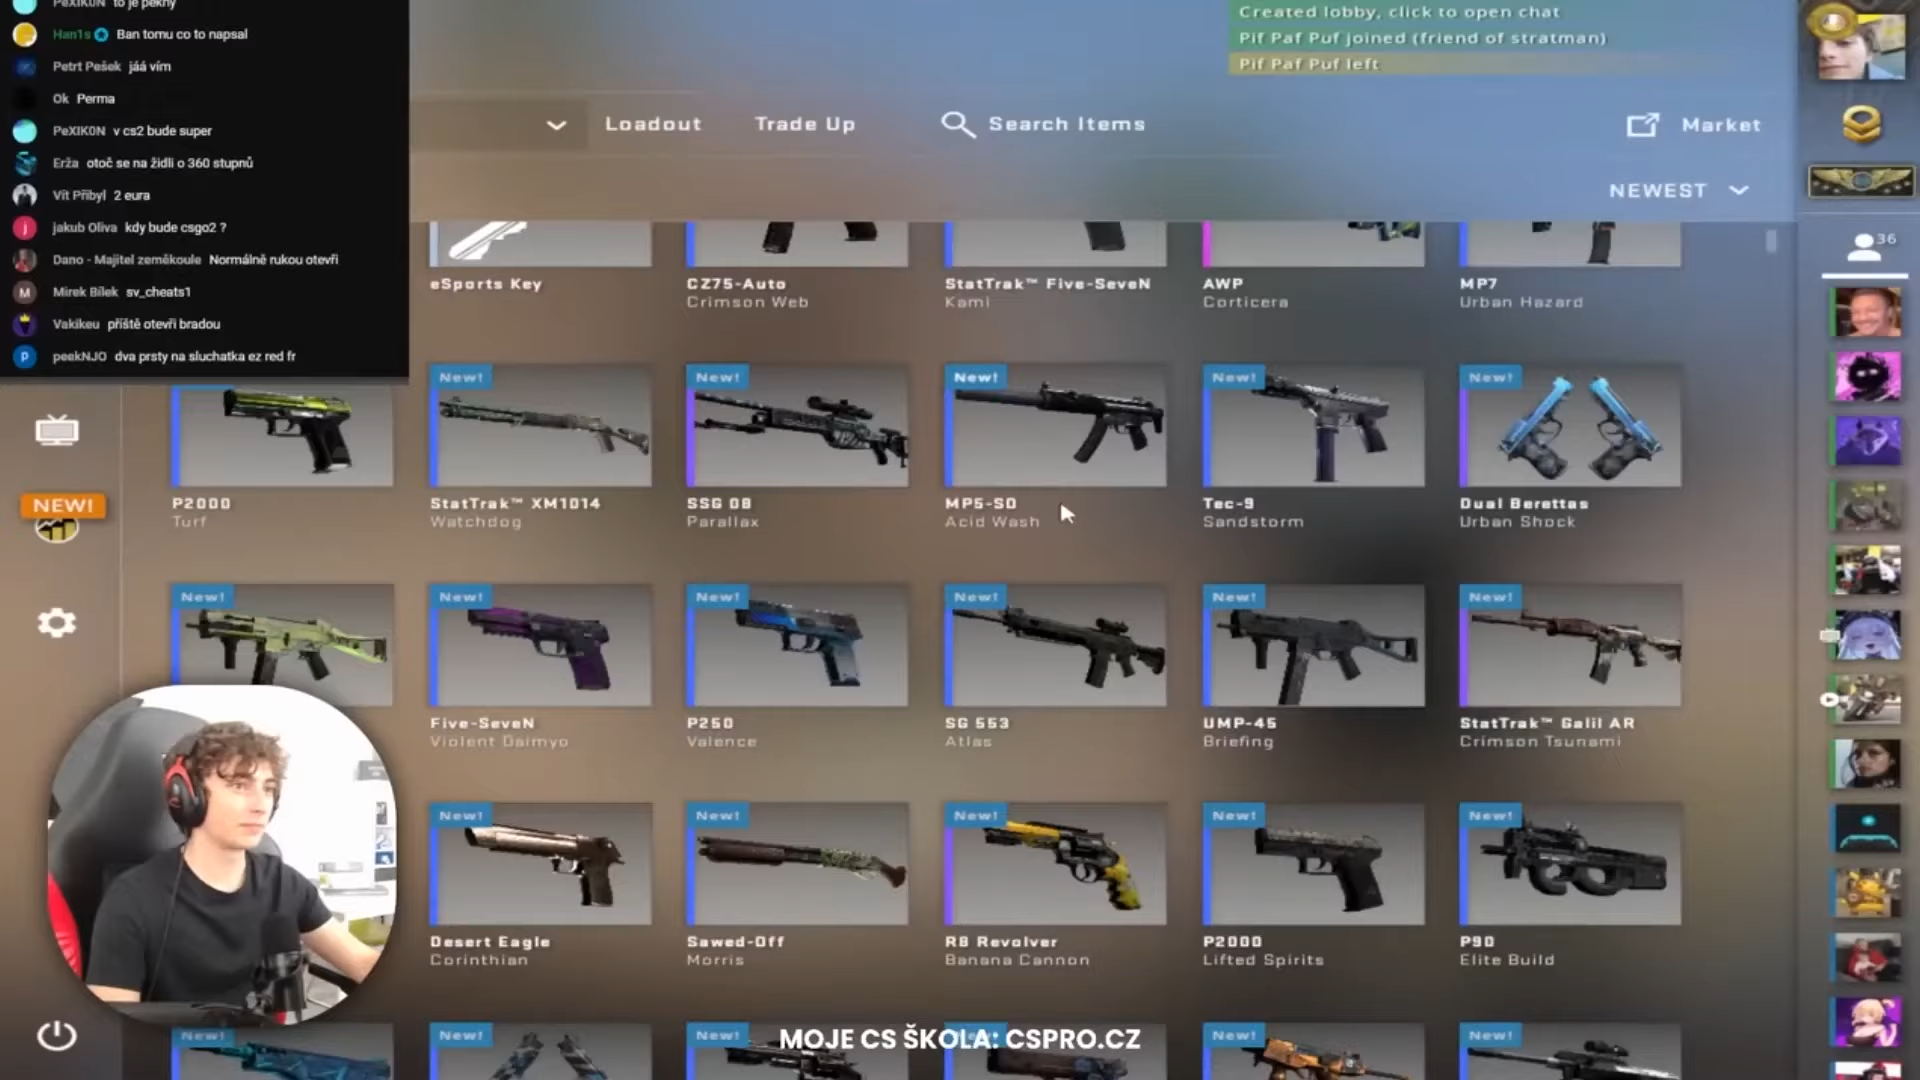 PeXIK0N to je pekny
Han1s Ban tomu co to napsal
Petrt Pešek jáá vím
Ok Perma
PeXIK0N v cs2 bude super
Erža otoč se na židli o 360 stupnů
Vít Přibyl 2 eura
jakub Oliva kdy bude csgo2 ?
Dano - Majitel zeměkoule Normálně rukou otevři
Mirek Bílek sv_cheats1
Vakikeu příště otevři bradou
peekNJO dva prsty na sluchatka ez red fr
Created lobby, click to open chat
Pif Paf Puf joined (friend of stratman)
Pif Paf Puf left
Loadout
Trade Up
Search Items
Market
NEWEST
36
eSports Key
CZ75-Auto
Crimson Web
StatTrak™ Five-SeveN
Kami
AWP
Corticera
MP7
Urban Hazard
NEW!
P2000
Turf
New!
StatTrak™ XM1014
Watchdog
New!
SSG 08
Parallax
New!
MP5-SD
Acid Wash
New!
Tec-9
Sandstorm
New!
Dual Berettas
Urban Shock
New!
New!
Five-SeveN
Violent Daimyo
New!
P250
Valence
New!
SG 553
Atlas
New!
UMP-45
Briefing
New!
StatTrak™ Galil AR
Crimson Tsunami
New!
Desert Eagle
Corinthian
New!
Sawed-Off
Morris
New!
R8 Revolver
Banana Cannon
New!
P2000
Lifted Spirits
New!
P90
Elite Build
New!
New!
New!
New!
New!
New!
MOJE CS ŠKOLA: CSPRO.CZ